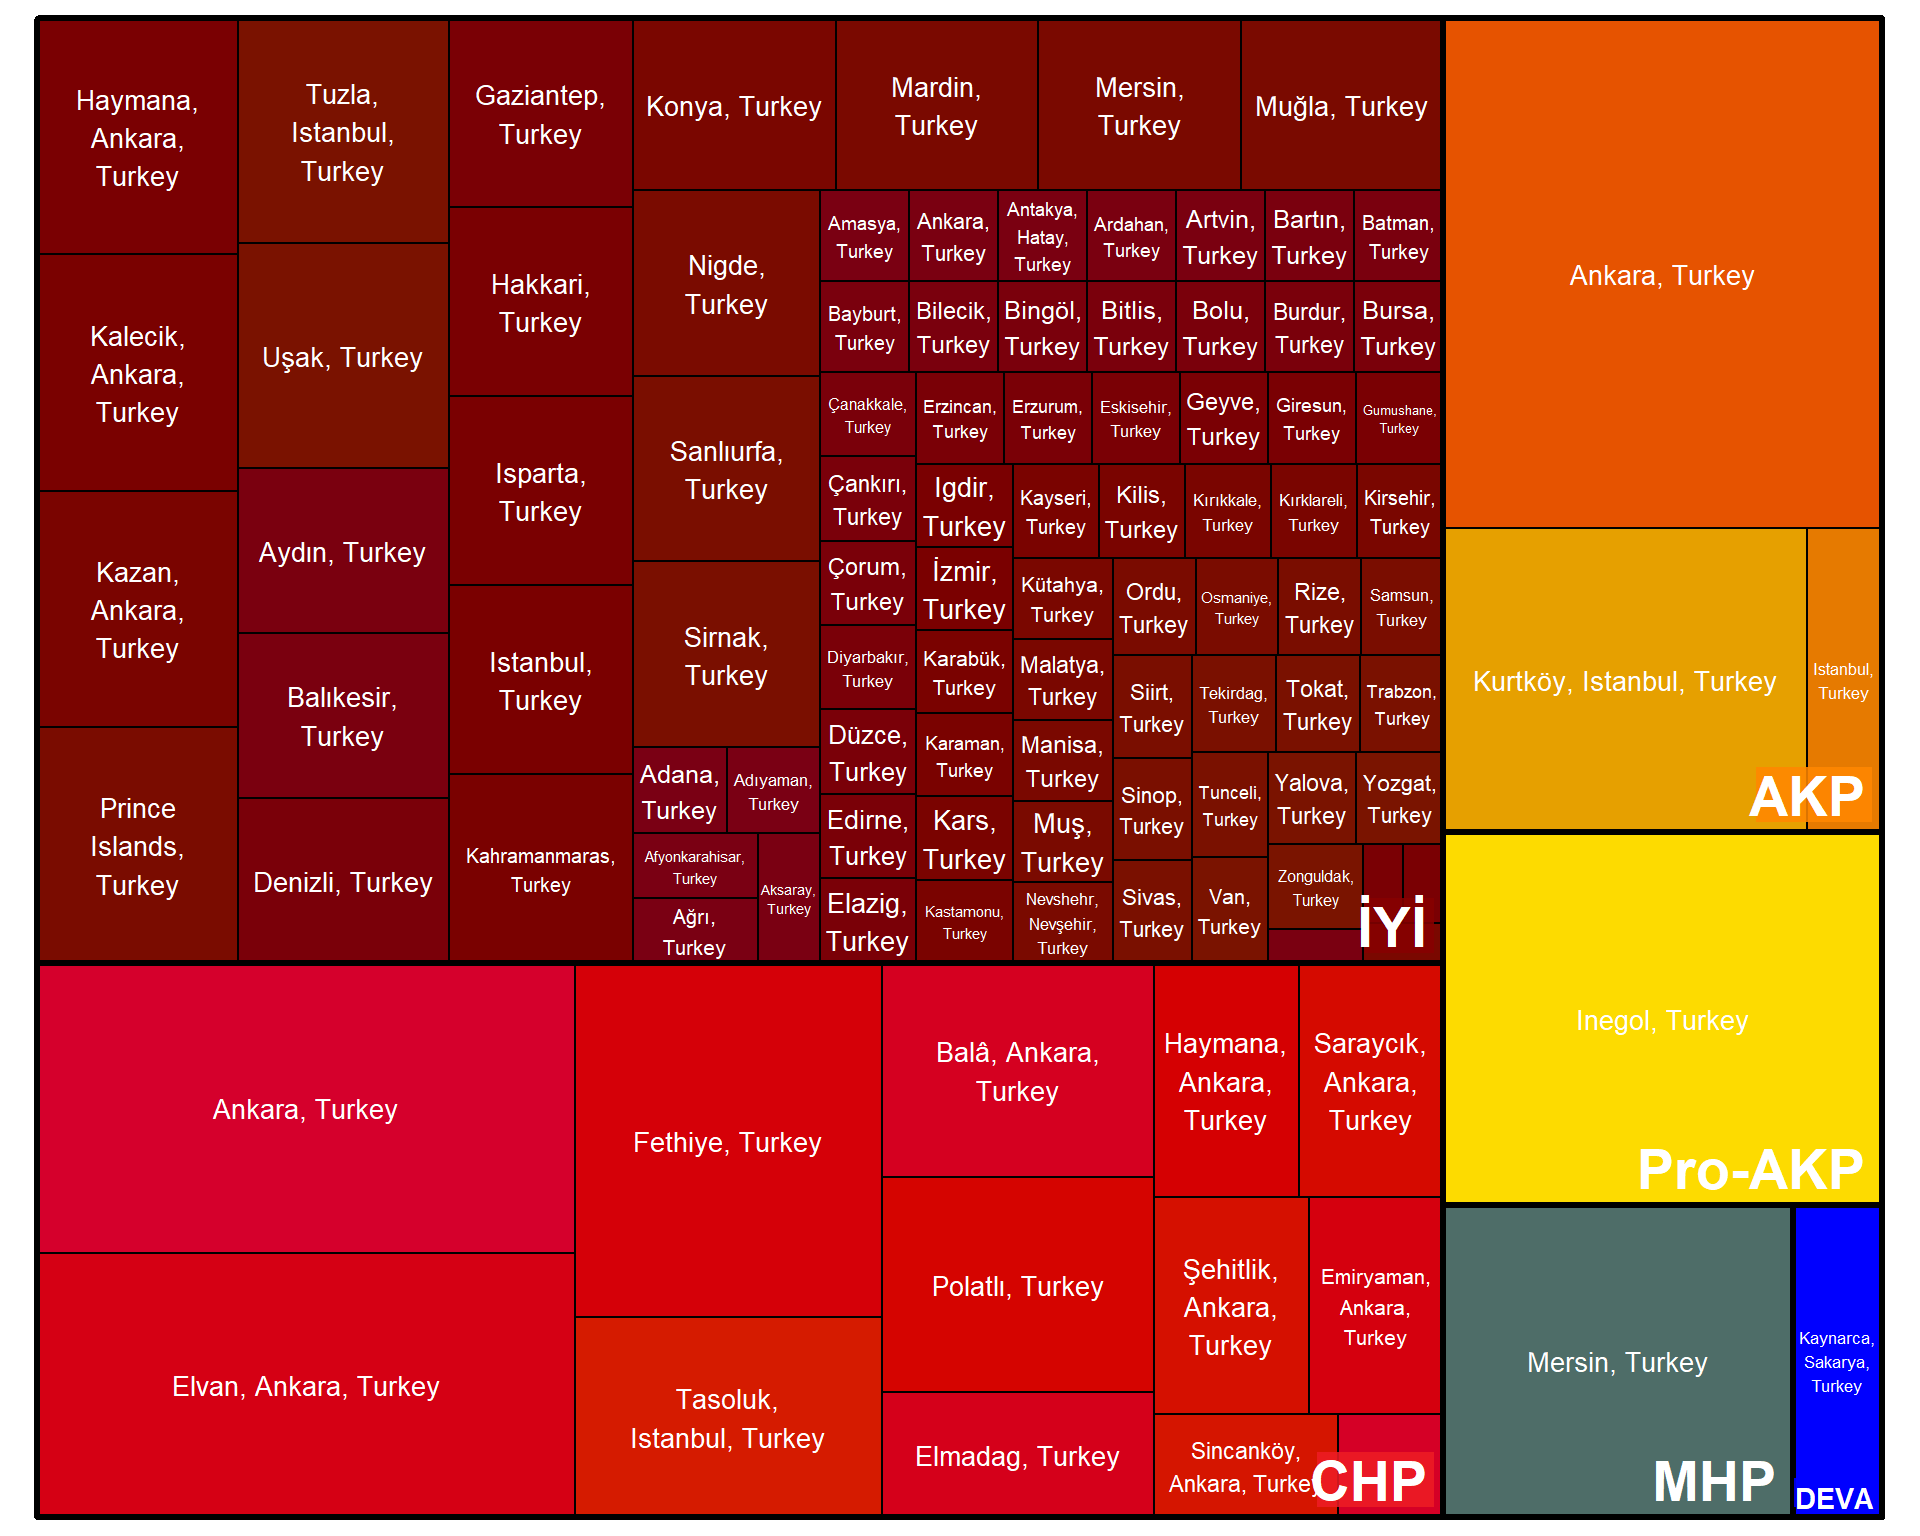 Haymana,
Ankara,
Turkey
Kalecik,
Ankara,
Turkey
Kazan,
Ankara,
Turkey
Prince
Islands,
Turkey
Tuzla,
Istanbul,
Turkey
Uşak, Turkey
Aydın, Turkey
Balıkesir,
Turkey
Denizli, Turkey
Gaziantep,
Turkey
Hakkari,
Turkey
Isparta,
Turkey
Istanbul,
Turkey
Kahramanmaras,
Turkey
Konya, Turkey
Mardin,
Turkey
Mersin,
Turkey
Muğla, Turkey
Nigde,
Turkey
Sanlıurfa,
Turkey
Sirnak,
Turkey
Adana,
Turkey
Adıyaman,
Turkey
Afyonkarahisar,
Turkey
Ağrı,
Turkey
Aksaray,
Turkey
Amasya,
Turkey
Ankara,
Turkey
Antakya,
Hatay,
Turkey
Ardahan,
Turkey
Artvin,
Turkey
Bartın,
Turkey
Batman,
Turkey
Bayburt,
Turkey
Bilecik,
Turkey
Bingöl,
Turkey
Bitlis,
Turkey
Bolu,
Turkey
Burdur,
Turkey
Bursa,
Turkey
Çanakkale,
Turkey
Çankırı,
Turkey
Çorum,
Turkey
Diyarbakır,
Turkey
Düzce,
Turkey
Edirne,
Turkey
Elazig,
Turkey
Erzincan,
Turkey
Erzurum,
Turkey
Eskisehir,
Turkey
Geyve,
Turkey
Giresun,
Turkey
Gumushane,
Turkey
Igdir,
Turkey
İzmir,
Turkey
Karabük,
Turkey
Karaman,
Turkey
Kars,
Turkey
Kastamonu,
Turkey
Kayseri,
Turkey
Kilis,
Turkey
Kırıkkale,
Turkey
Kırklareli,
Turkey
Kirsehir,
Turkey
Kütahya,
Turkey
Malatya,
Turkey
Manisa,
Turkey
Muş,
Turkey
Nevshehr,
Nevşehir,
Turkey
Ordu,
Turkey
Osmaniye,
Turkey
Rize,
Turkey
Samsun,
Turkey
Siirt,
Turkey
Sinop,
Turkey
Sivas,
Turkey
Tekirdag,
Turkey
Tokat,
Turkey
Trabzon,
Turkey
Tunceli,
Turkey
Van,
Turkey
Yalova,
Turkey
Yozgat,
Turkey
Zonguldak,
Turkey
İYİ
Ankara, Turkey
Elvan, Ankara, Turkey
Fethiye, Turkey
Tasoluk,
Istanbul, Turkey
Balâ, Ankara,
Turkey
Polatlı, Turkey
Elmadag, Turkey
Haymana,
Ankara,
Turkey
Saraycık,
Ankara,
Turkey
Şehitlik,
Ankara,
Turkey
Emiryaman,
Ankara,
Turkey
Sincanköy,
Ankara, Turkey
CHP
Ankara, Turkey
Kurtköy, Istanbul, Turkey
Istanbul,
Turkey
AKP
Inegol, Turkey
Pro-AKP
Mersin, Turkey
MHP
Kaynarca,
Sakarya,
Turkey
DEVA